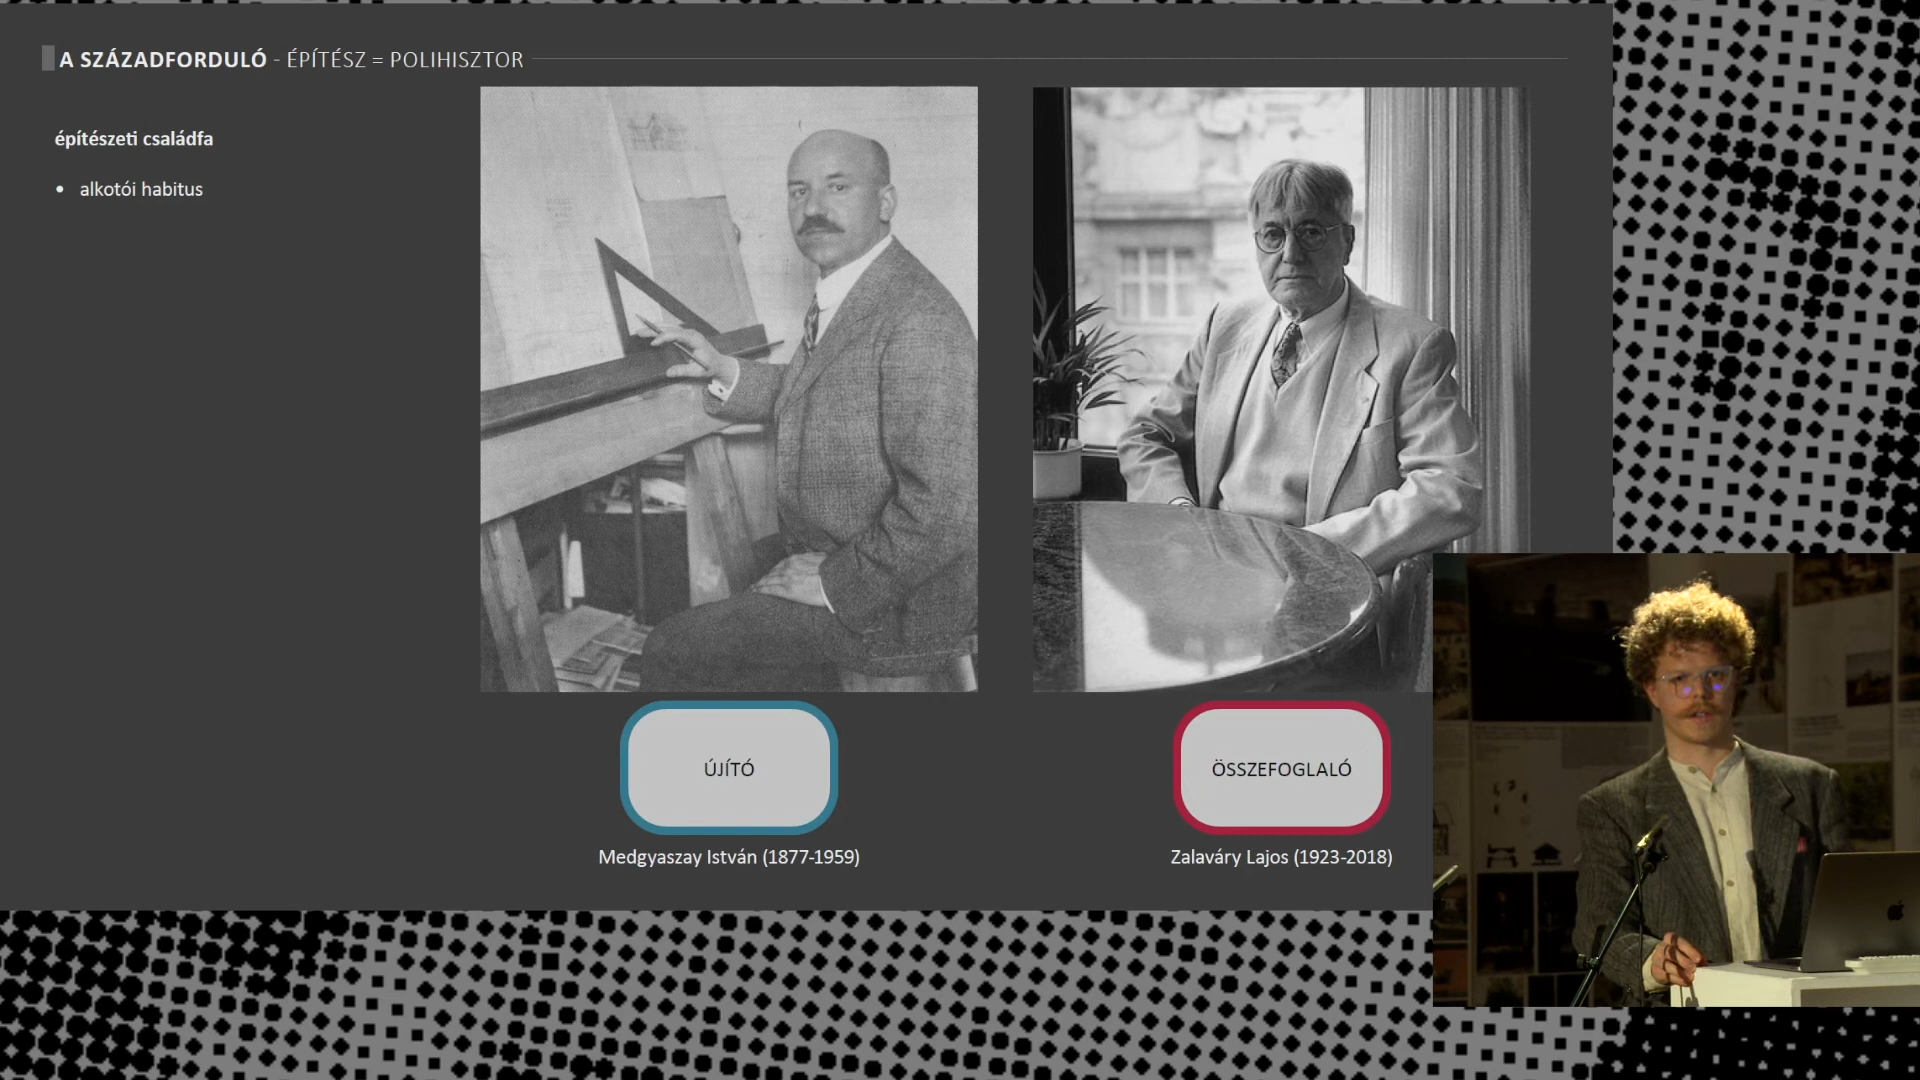 A SZÁZADFORDULÓ - ÉPÍTÉSZ = POLIHISZTOR
építészeti családfa
• alkotói habitus
ÚJÍTÓ
ÖSSZEFOGLALÓ
Medgyaszay István (1877-1959)
Zalaváry Lajos (1923-2018)